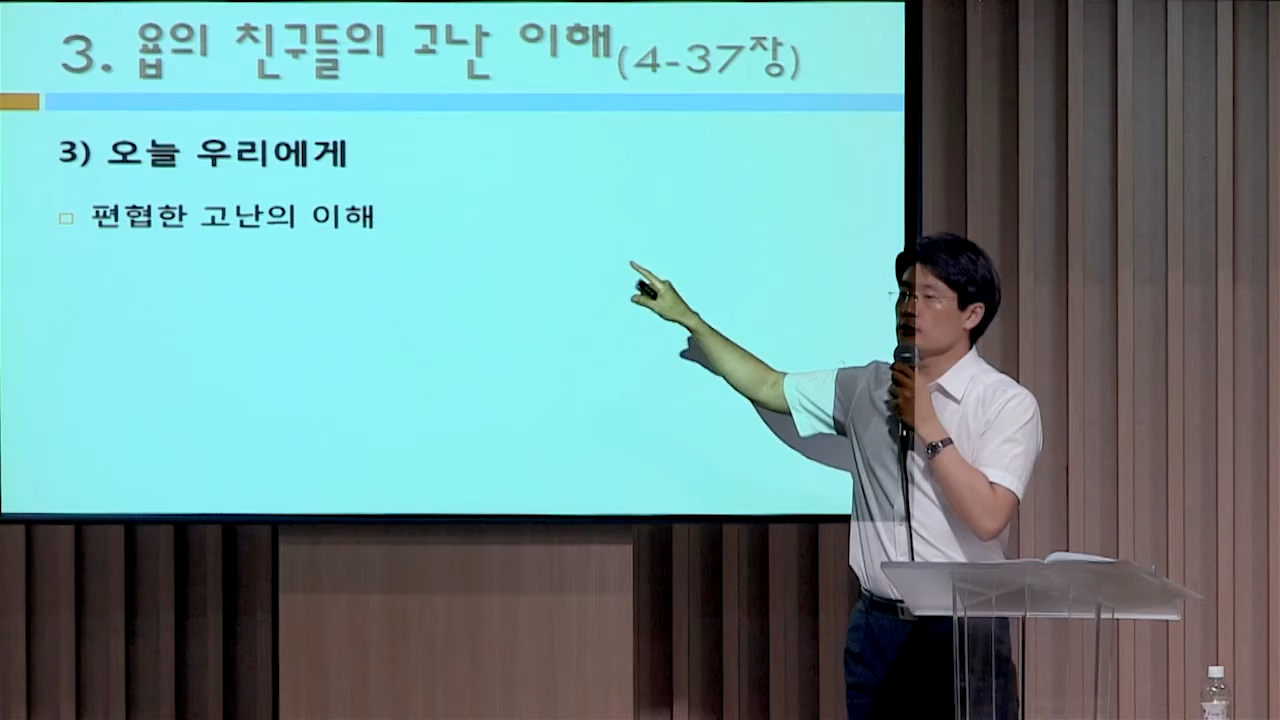 3. 욥의 친구들의 고난 이해(4-37장)
3) 오늘 우리에게
□ 편협한 고난의 이해